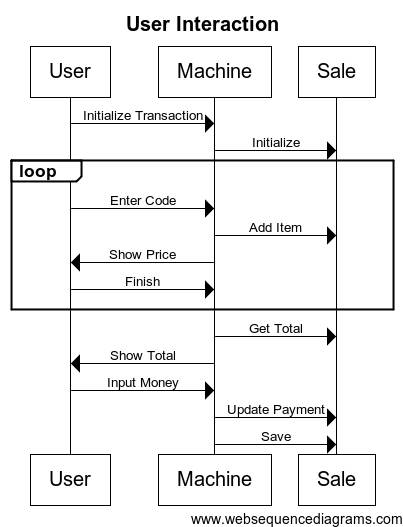 User Interaction
User Machine Sale
Initialize Transaction
Initialize
loop
Enter Code
Add Item
Show Price
Finish
Get Total
Show Total
Input Money
Update Payment
Save
User Machine Sale
www.websequencediagrams.com